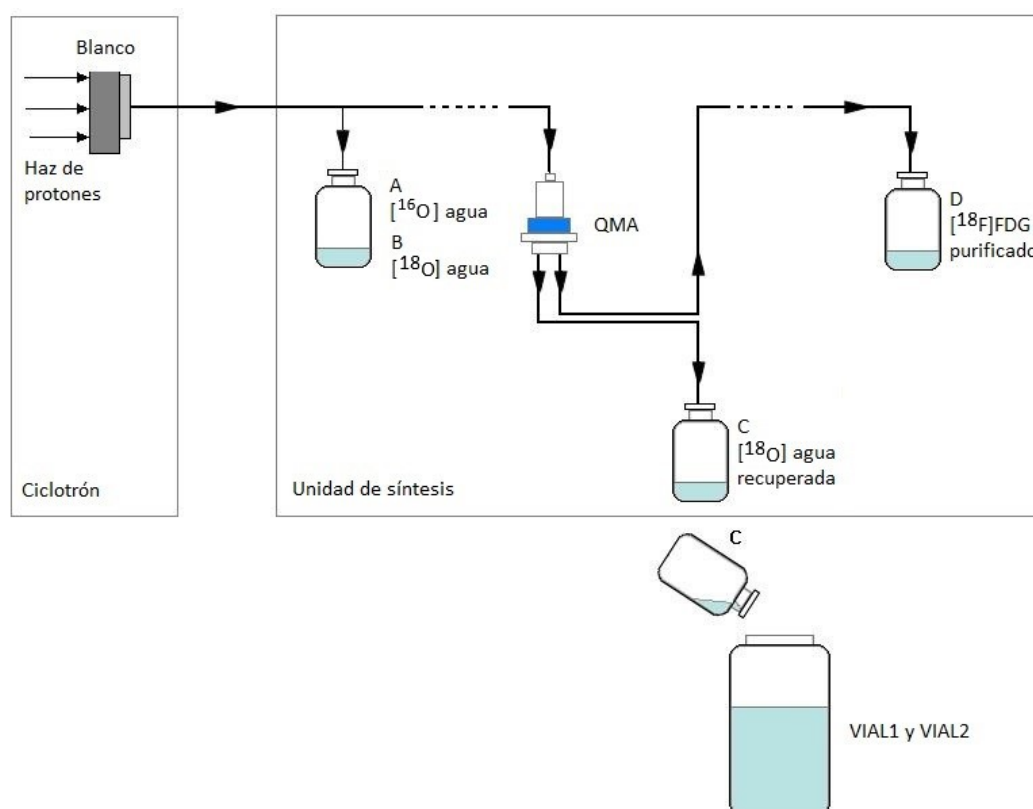 Blanco
Haz de
protones
Ciclotrón
A
[¹⁶O] agua
B
[¹⁸O] agua
QMA
D
[¹⁸F]FDG
purificado
C
[¹⁸O] agua
recuperada
Unidad de síntesis
C
VIAL1 y VIAL2